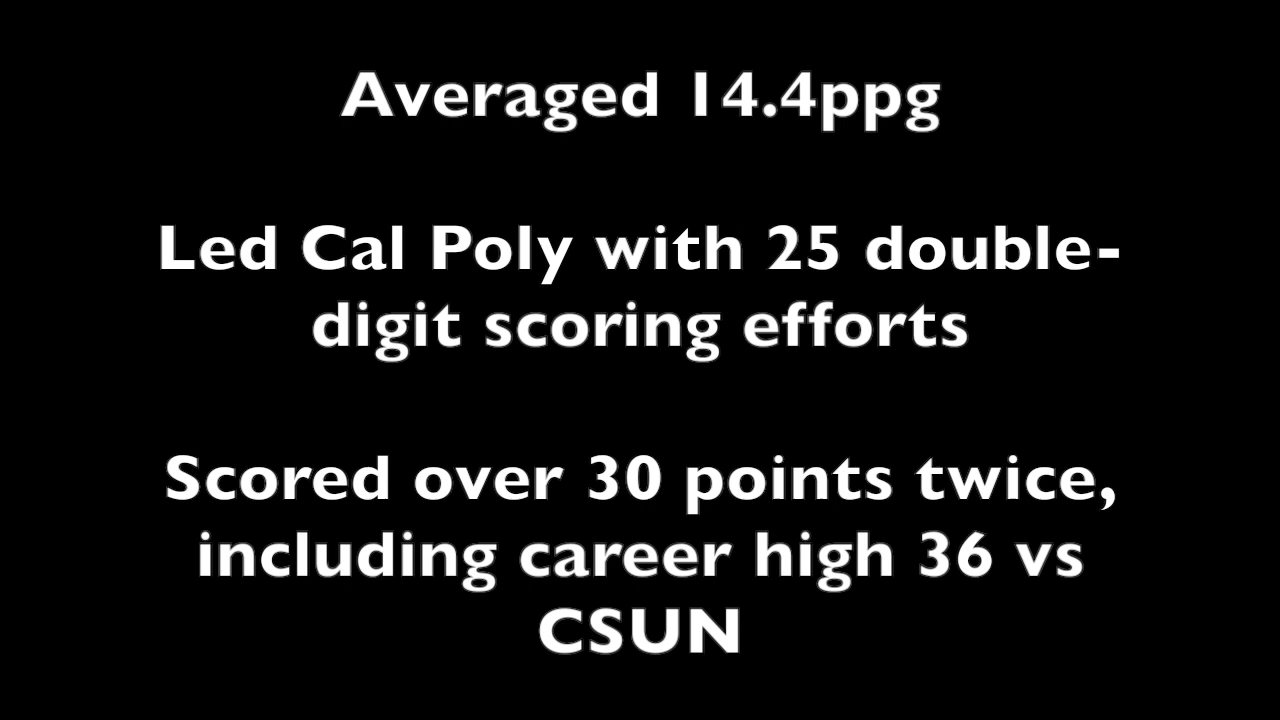 Averaged 14.4ppg
Led Cal Poly with 25 double-
digit scoring efforts
Scored over 30 points twice,
including career high 36 vs
CSUN